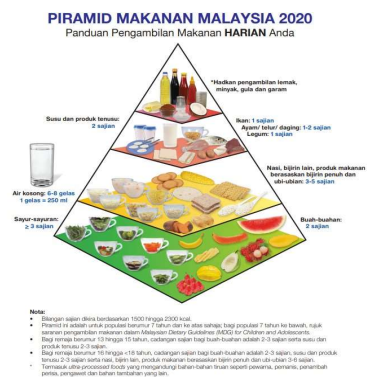 PIRAMID MAKANAN MALAYSIA 2020
Panduan Pengambilan Makanan HARIAN Anda
*Hadkan pengambilan lemak,
minyak, gula dan garam
Susu dan produk tenusu:
2 sajian
Ikan: 1 sajian
Ayam/ telur/ daging: 1-2 sajian
Legum: 1 sajian
Nasi, bijirin lain, produk makanan
berasaskan bijirin penuh dan
ubi-ubian: 3-5 sajian
Air kosong: 6-8 gelas
1 gelas = 250 ml
Sayur-sayuran:
≥ 3 sajian
Buah-buahan:
2 sajian
Nota:
• Bilangan sajian dikira berdasarkan 1500 hingga 2300 kcal.
• Piramid ini adalah untuk populasi berumur 7 tahun dan ke atas sahaja; bagi populasi 7 tahun ke bawah, rujuk
saranan pengambilan makanan dalam Malaysian Dietary Guidelines (MDG) for Children and Adolescents.
• Bagi remaja berumur 13 hingga 15 tahun, cadangan sajian bagi buah-buahan adalah 2-3 sajian serta susu dan
produk tenusu 2-3 sajian.
• Bagi remaja berumur 16 hingga <18 tahun, cadangan sajian bagi buah-buahan adalah 2-3 sajian, susu dan produk
tenusu 2-3 sajian serta nasi, bijirin lain, produk makanan berasaskan bijirin penuh dan ubi-ubian 3-6 sajian.
* Termasuk ultra-processed foods yang mengandungi bahan-bahan tinggi seperti pewarna, pemanis, penambah
perisa, pengawet dan bahan tambahan yang lain.